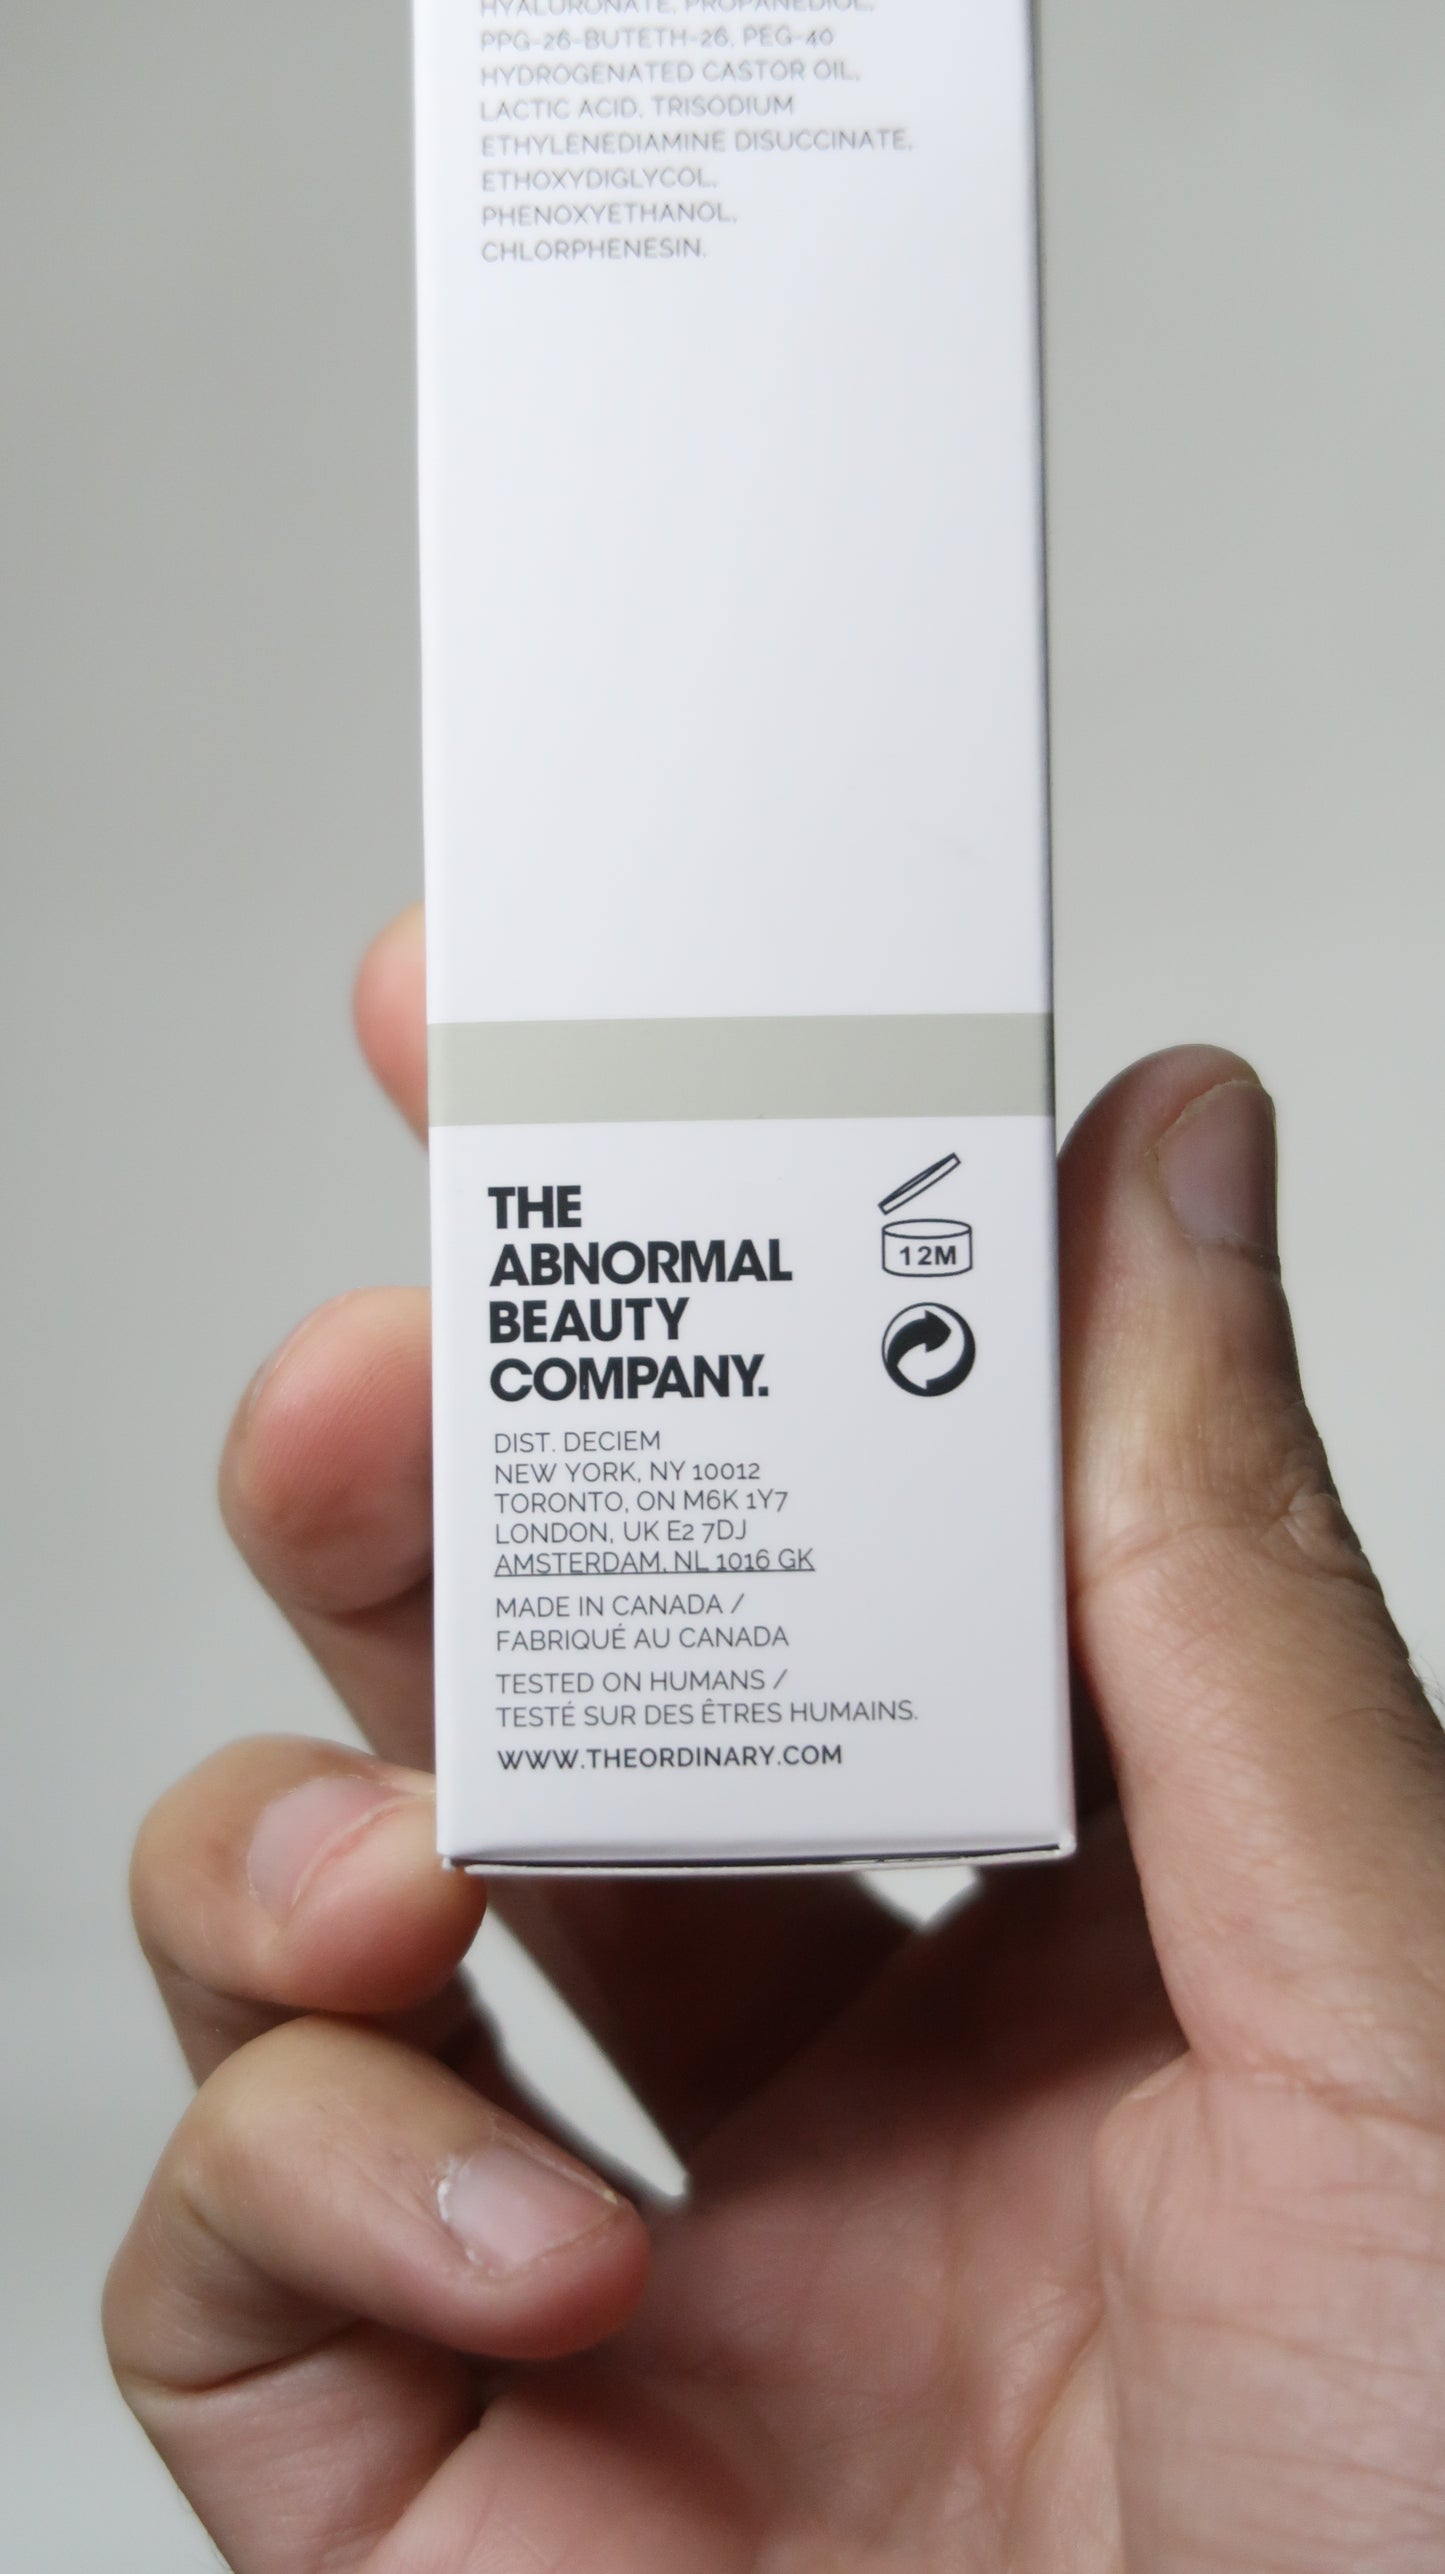 HYALURONATE, PROPANEDIOL,
PPG-26-BUTETH-26, PEG-40
HYDROGENATED CASTOR OIL,
LACTIC ACID, TRISODIUM
ETHYLENEDIAMINE DISUCCINATE,
ETHOXYDIGLYCOL,
PHENOXYETHANOL,
CHLORPHENESIN.
THE
ABNORMAL
BEAUTY
COMPANY.
12M
DIST. DECIEM
NEW YORK, NY 10012
TORONTO, ON M6K 1Y7
LONDON, UK E2 7DJ
AMSTERDAM, NL 1016 GK
MADE IN CANADA /
FABRIQUÉ AU CANADA
TESTED ON HUMANS /
TESTÉ SUR DES ÊTRES HUMAINS.
WWW.THEORDINARY.COM